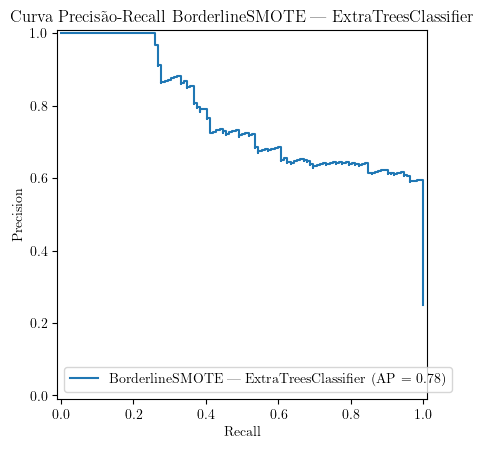 Curva Precisão-Recall BorderlineSMOTE — ExtraTreesClassifier
1.0
0.8
0.6
0.4
0.2
0.0
Precision
BorderlineSMOTE — ExtraTreesClassifier (AP = 0.78)
0.0 0.2 0.4 0.6 0.8 1.0
Recall